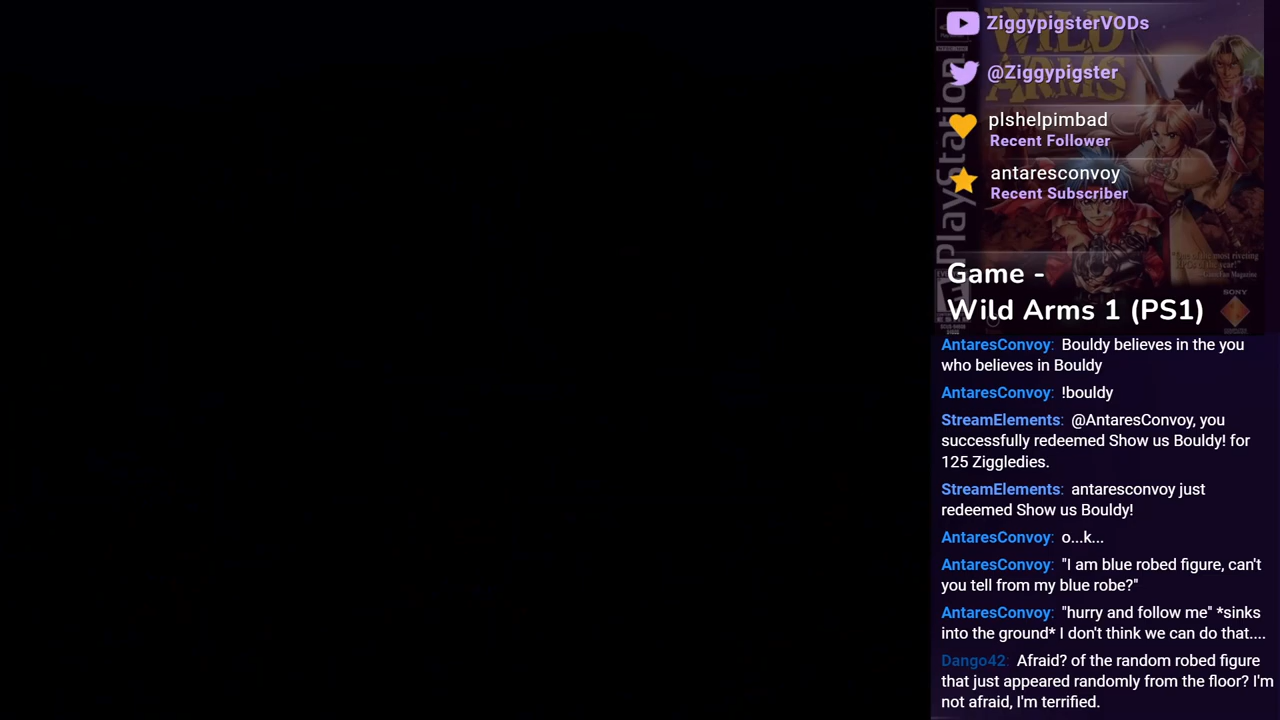 ZiggypigsterVODs
@Ziggypigster
plshelpimbad
Recent Follower
antaresconvoy
Recent Subscriber
WILD
ARMS
PlayStation
Game -
Wild Arms 1 (PS1)
SONY
AntaresConvoy: Bouldy believes in the you
who believes in Bouldy
AntaresConvoy: !bouldy
StreamElements: @AntaresConvoy, you
successfully redeemed Show us Bouldy! for
125 Ziggledies.
StreamElements: antaresconvoy just
redeemed Show us Bouldy!
AntaresConvoy: o...k...
AntaresConvoy: "I am blue robed figure, can't
you tell from my blue robe?"
AntaresConvoy: "hurry and follow me" *sinks
into the ground* I don't think we can do that....
Dango42: Afraid? of the random robed figure
that just appeared randomly from the floor? I'm
not afraid, I'm terrified.